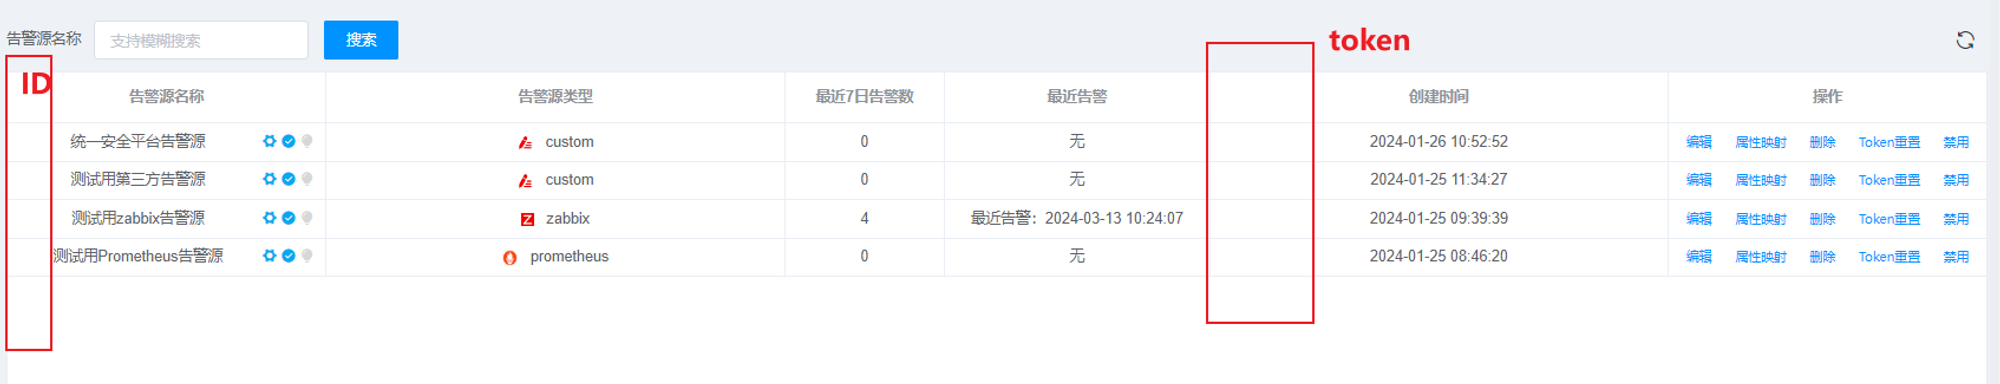 告警源名称 支持模糊搜索 搜索 token
ID
告警源名称 告警源类型 最近7日告警数 最近告警 创建时间 操作
统一安全平台告警源 custom 0 无 2024-01-26 10:52:52 编辑 属性映射 删除 Token重置 禁用
测试用第三方告警源 custom 0 无 2024-01-25 11:34:27 编辑 属性映射 删除 Token重置 禁用
测试用zabbix告警源 zabbix 4 最近告警：2024-03-13 10:24:07 2024-01-25 09:39:39 编辑 属性映射 删除 Token重置 禁用
测试用Prometheus告警源 prometheus 0 无 2024-01-25 08:46:20 编辑 属性映射 删除 Token重置 禁用